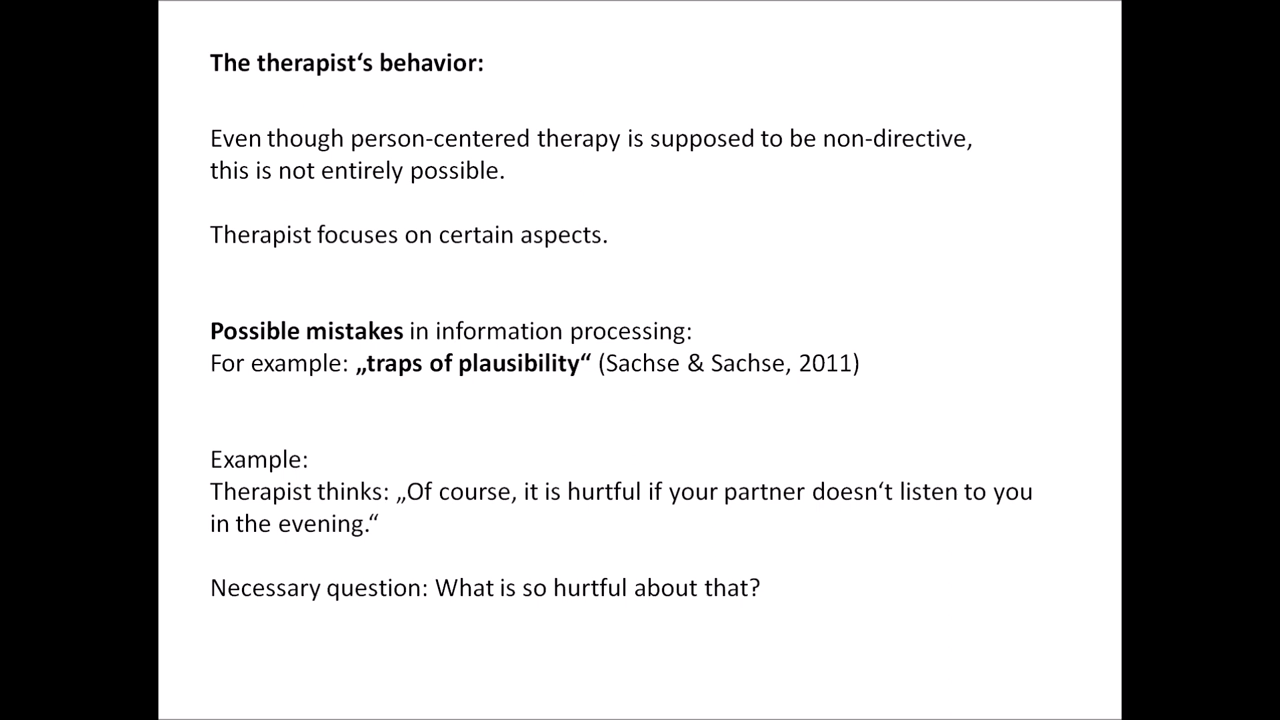 The therapist‘s behavior:
Even though person-centered therapy is supposed to be non-directive,
this is not entirely possible.
Therapist focuses on certain aspects.
Possible mistakes in information processing:
For example: „traps of plausibility“ (Sachse & Sachse, 2011)
Example:
Therapist thinks: „Of course, it is hurtful if your partner doesn‘t listen to you
in the evening.“
Necessary question: What is so hurtful about that?